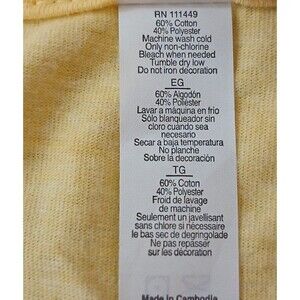 RN 111449
60% Cotton
40% Polyester
Machine wash cold
Only non-chlorine
Bleach when needed
Tumble dry low
Do not iron decoration
EG
60% Algodón
40% Poliéster
Lavar a máquina en frio
Sólo blanqueador sin
cloro cuando sea
necesano
Secar a baja temperatura
No planche
Sobre la decoración
TG
60% Coton
40% Polyester
Froid de lavage
de machine
Seulement un javellisant
sans chlore si nécessaire
le bas sec de degringolade
Ne pas repasser
sur les décoration
Made in Cambodia